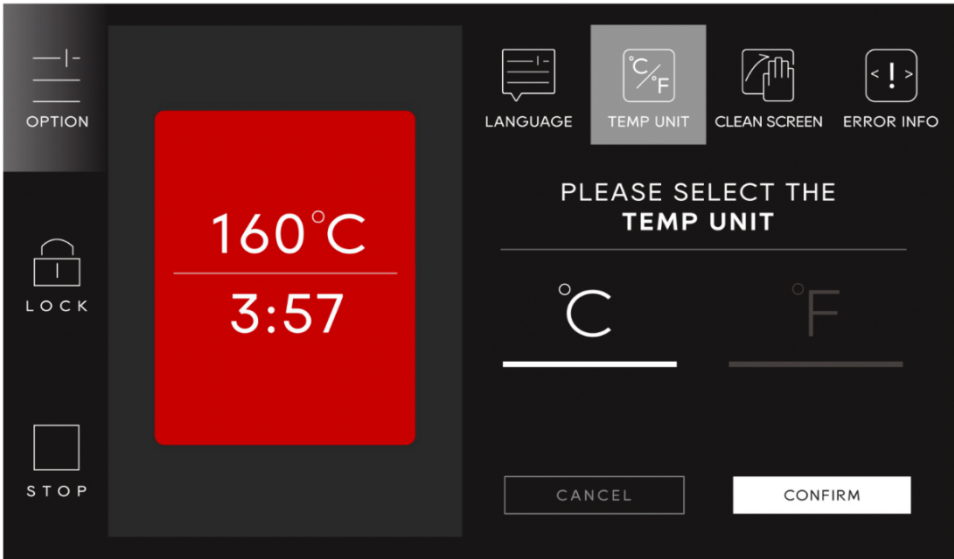 OPTION
LOCK
STOP
160°C
3:57
LANGUAGE
°C/°F
TEMP UNIT
CLEAN SCREEN
<!>
ERROR INFO
PLEASE SELECT THE
TEMP UNIT
°C
°F
CANCEL
CONFIRM